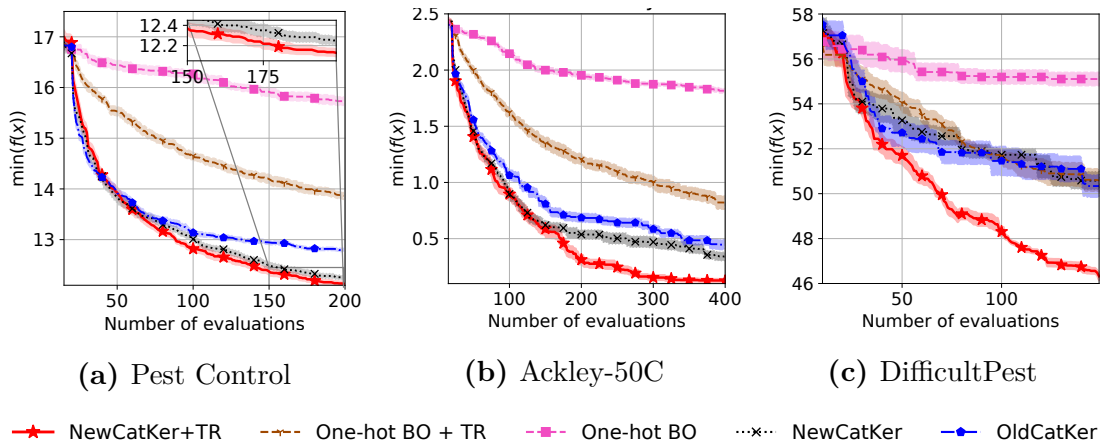 12.4
12.2
150 175
min(f(x))
17
16
15
14
13
50 100 150 200
Number of evaluations
(a) Pest Control
min(f(x))
2.5
2.0
1.5
1.0
0.5
100 200 300 400
Number of evaluations
(b) Ackley-50C
min(f(x))
58
56
54
52
50
48
46
50 100
Number of evaluations
(c) DifficultPest
NewCatKer+TR One-hot BO + TR One-hot BO NewCatKer OldCatKer